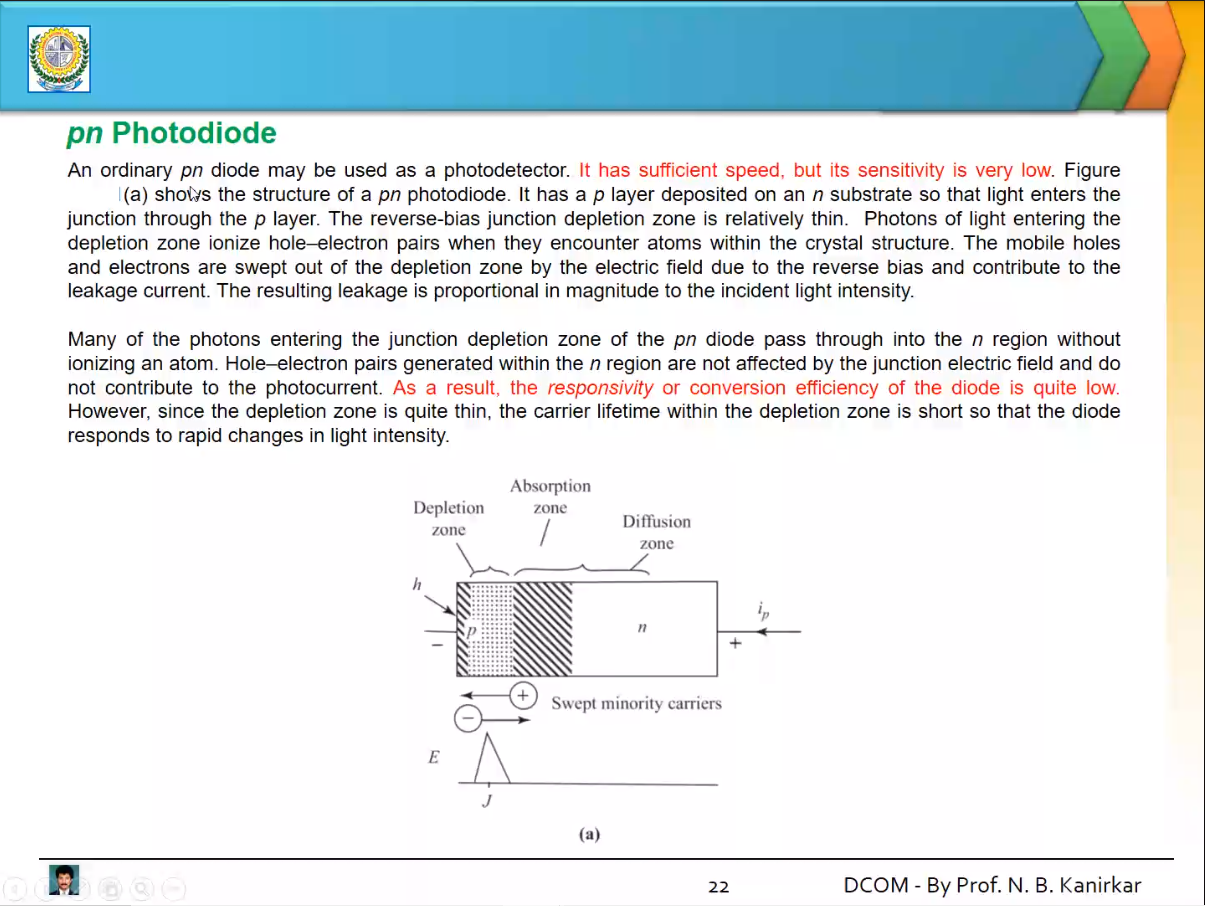 pn Photodiode
An ordinary pn diode may be used as a photodetector. It has sufficient speed, but its sensitivity is very low. Figure
(a) shows the structure of a pn photodiode. It has a p layer deposited on an n substrate so that light enters the
junction through the p layer. The reverse-bias junction depletion zone is relatively thin. Photons of light entering the
depletion zone ionize hole–electron pairs when they encounter atoms within the crystal structure. The mobile holes
and electrons are swept out of the depletion zone by the electric field due to the reverse bias and contribute to the
leakage current. The resulting leakage is proportional in magnitude to the incident light intensity.
Many of the photons entering the junction depletion zone of the pn diode pass through into the n region without
ionizing an atom. Hole–electron pairs generated within the n region are not affected by the junction electric field and do
not contribute to the photocurrent. As a result, the responsivity or conversion efficiency of the diode is quite low.
However, since the depletion zone is quite thin, the carrier lifetime within the depletion zone is short so that the diode
responds to rapid changes in light intensity.
Absorption
zone
Depletion
zone
Diffusion
zone
h
p
n
i_p
−
+
+
−
Swept minority carriers
E
J
(a)
22
DCOM - By Prof. N. B. Kanirkar